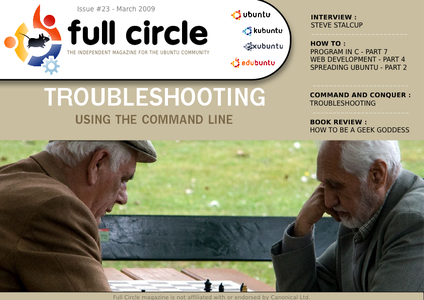 Issue #23 - March 2009
full circle
THE INDEPENDENT MAGAZINE FOR THE UBUNTU COMMUNITY
ubuntu
kubuntu
xubuntu
edubuntu
INTERVIEW :
STEVE STALCUP
HOW TO :
PROGRAM IN C - PART 7
WEB DEVELOPMENT - PART 4
SPREADING UBUNTU - PART 2
COMMAND AND CONQUER :
TROUBLESHOOTING
BOOK REVIEW :
HOW TO BE A GEEK GODDESS
TROUBLESHOOTING
USING THE COMMAND LINE
Full Circle magazine is not affiliated with or endorsed by Canonical Ltd.